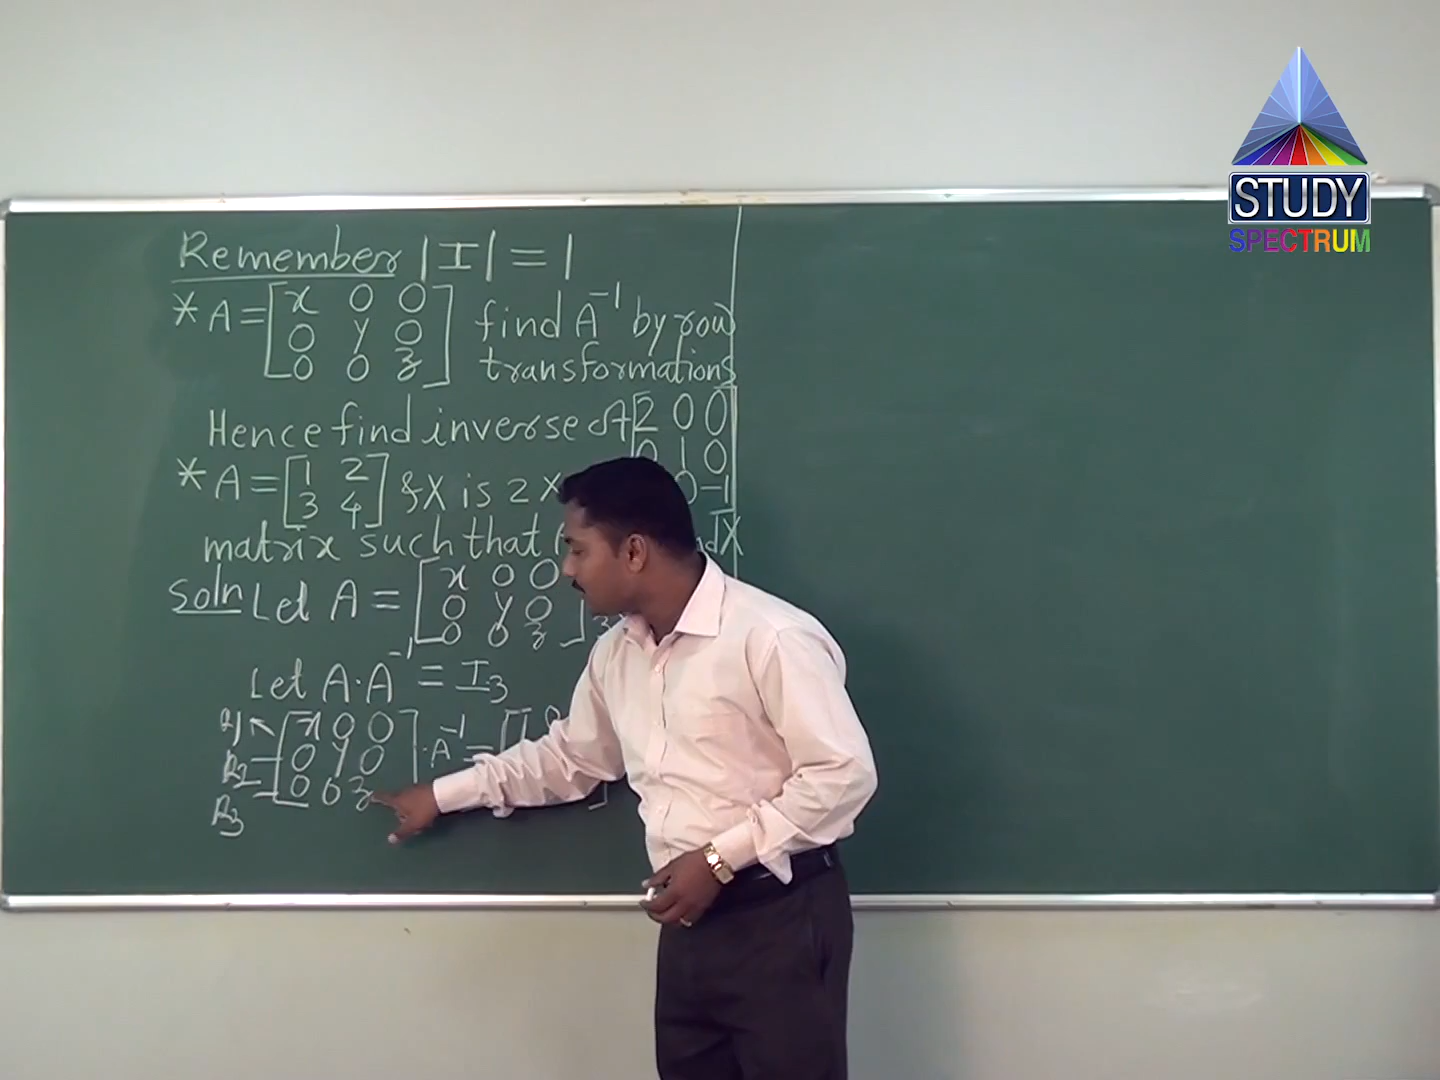 STUDY
SPECTRUM
Remember |I| = 1
* A = [x 0 0 find A⁻¹ by row
0 y 0
0 0 z] transformations
Hence find inverse of [2 0 0
0 1 0
0 -1]
* A = [1 2 & X is 2 X
3 4]
matrix such that X
Soln Let A = [x 0 0
0 y 0
0 0 z] 3
Let A·A⁻¹ = I₃
R1 [x 0 0
R2 0 y 0 ·A⁻¹ = [1 0
R3 0 0 z